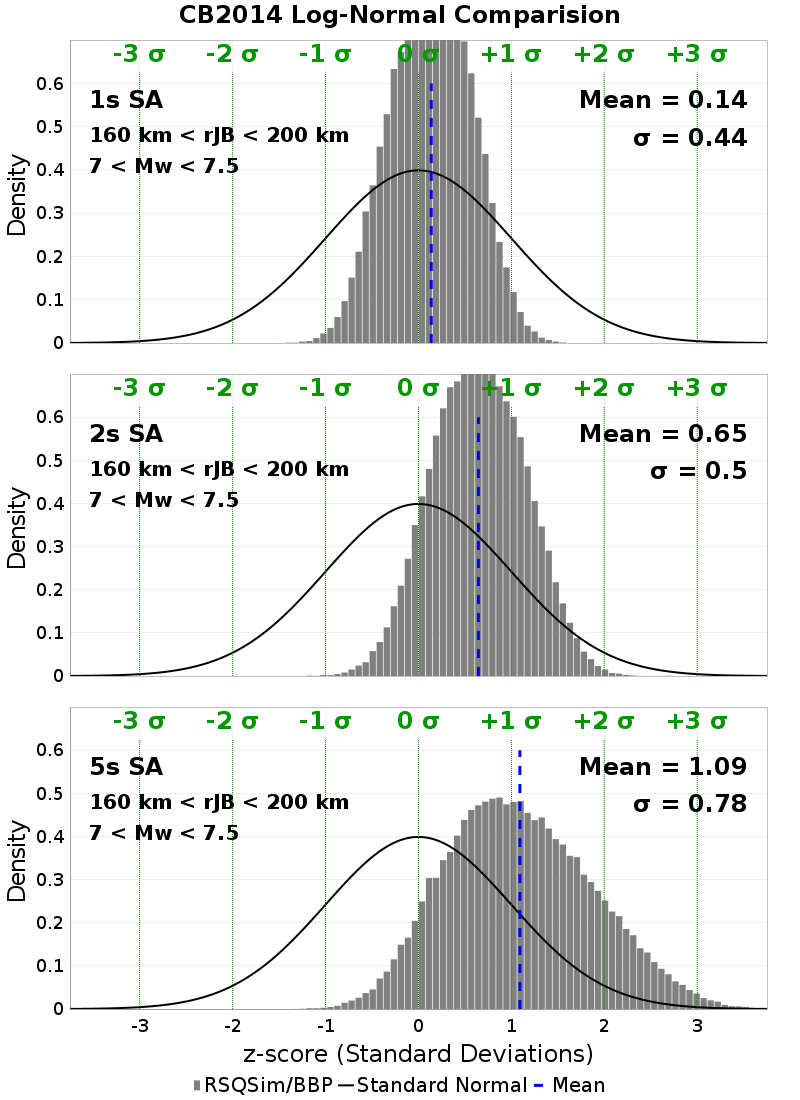 CB2014 Log-Normal Comparision
-3 σ -2 σ -1 σ 0 σ +1 σ +2 σ +3 σ
0.6
1s SA
Mean = 0.14
0.5
160 km < rJB < 200 km
σ = 0.44
7 < Mw < 7.5
0.4
Density
0.3
0.2
0.1
0
-3 σ -2 σ -1 σ 0 σ +1 σ +2 σ +3 σ
0.6
2s SA
Mean = 0.65
0.5
160 km < rJB < 200 km
σ = 0.5
7 < Mw < 7.5
0.4
Density
0.3
0.2
0.1
0
-3 σ -2 σ -1 σ 0 σ +1 σ +2 σ +3 σ
0.6
5s SA
Mean = 1.09
0.5
160 km < rJB < 200 km
σ = 0.78
7 < Mw < 7.5
0.4
Density
0.3
0.2
0.1
0
-3 -2 -1 0 1 2 3
z-score (Standard Deviations)
RSQSim/BBP Standard Normal Mean